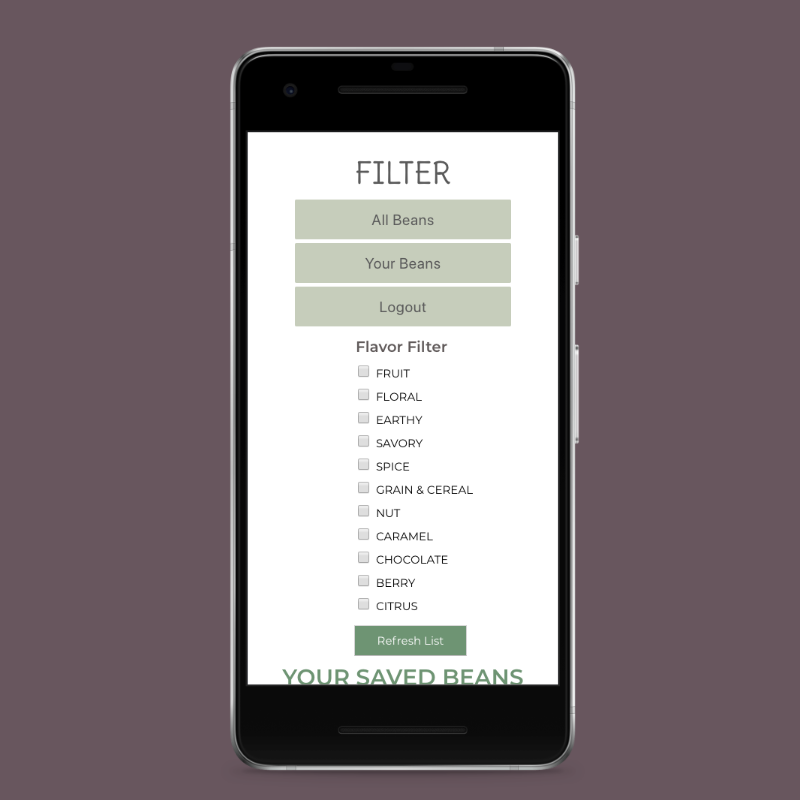 FILTER
All Beans
Your Beans
Logout
Flavor Filter
FRUIT
FLORAL
EARTHY
SAVORY
SPICE
GRAIN & CEREAL
NUT
CARAMEL
CHOCOLATE
BERRY
CITRUS
Refresh List
YOUR SAVED BEANS